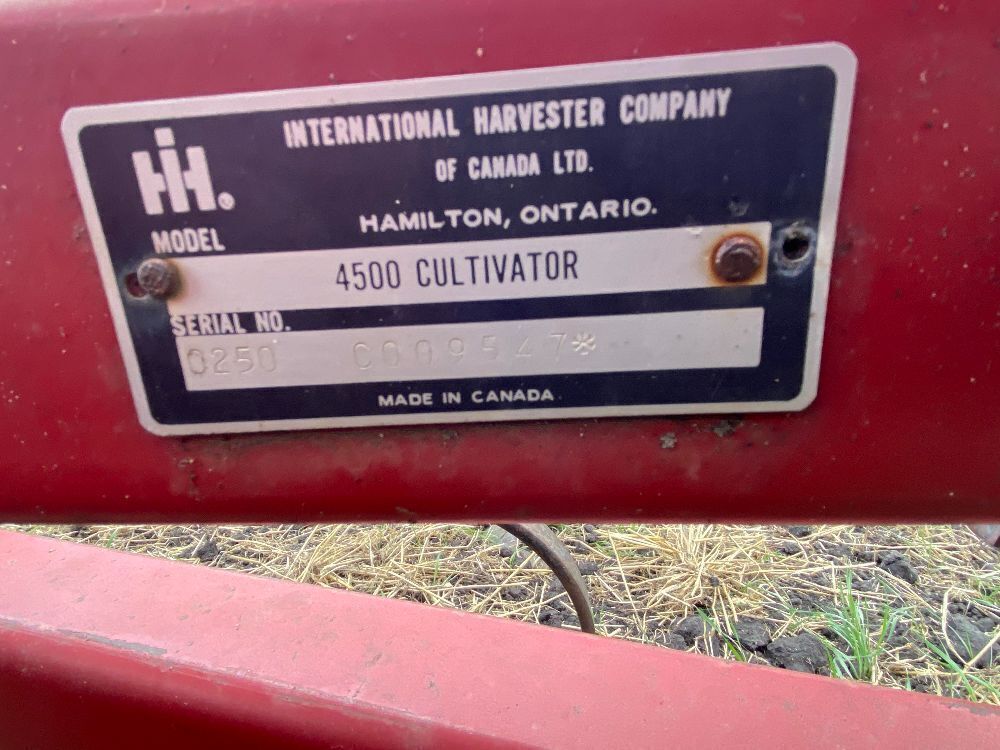 INTERNATIONAL HARVESTER COMPANY
OF CANADA LTD.
IH®
HAMILTON, ONTARIO.
MODEL
4500 CULTIVATOR
SERIAL NO.
0250 C009547*
MADE IN CANADA.